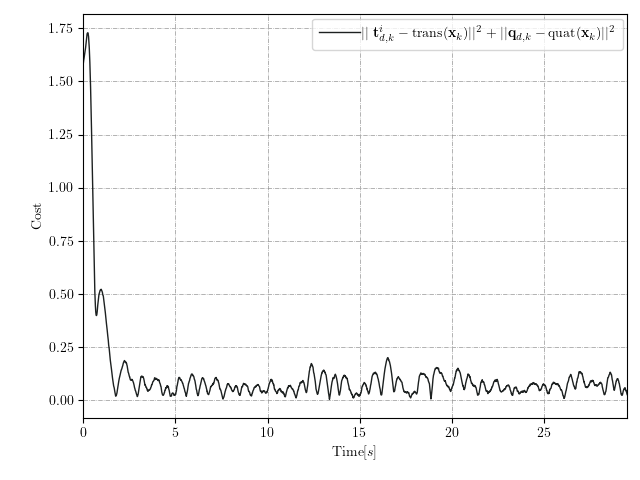 || t^i_{d,k} − trans(x_k)||² + ||q_{d,k} − quat(x_k)||²
1.75
1.50
1.25
1.00
0.75
0.50
0.25
0.00
Cost
0 5 10 15 20 25
Time[s]